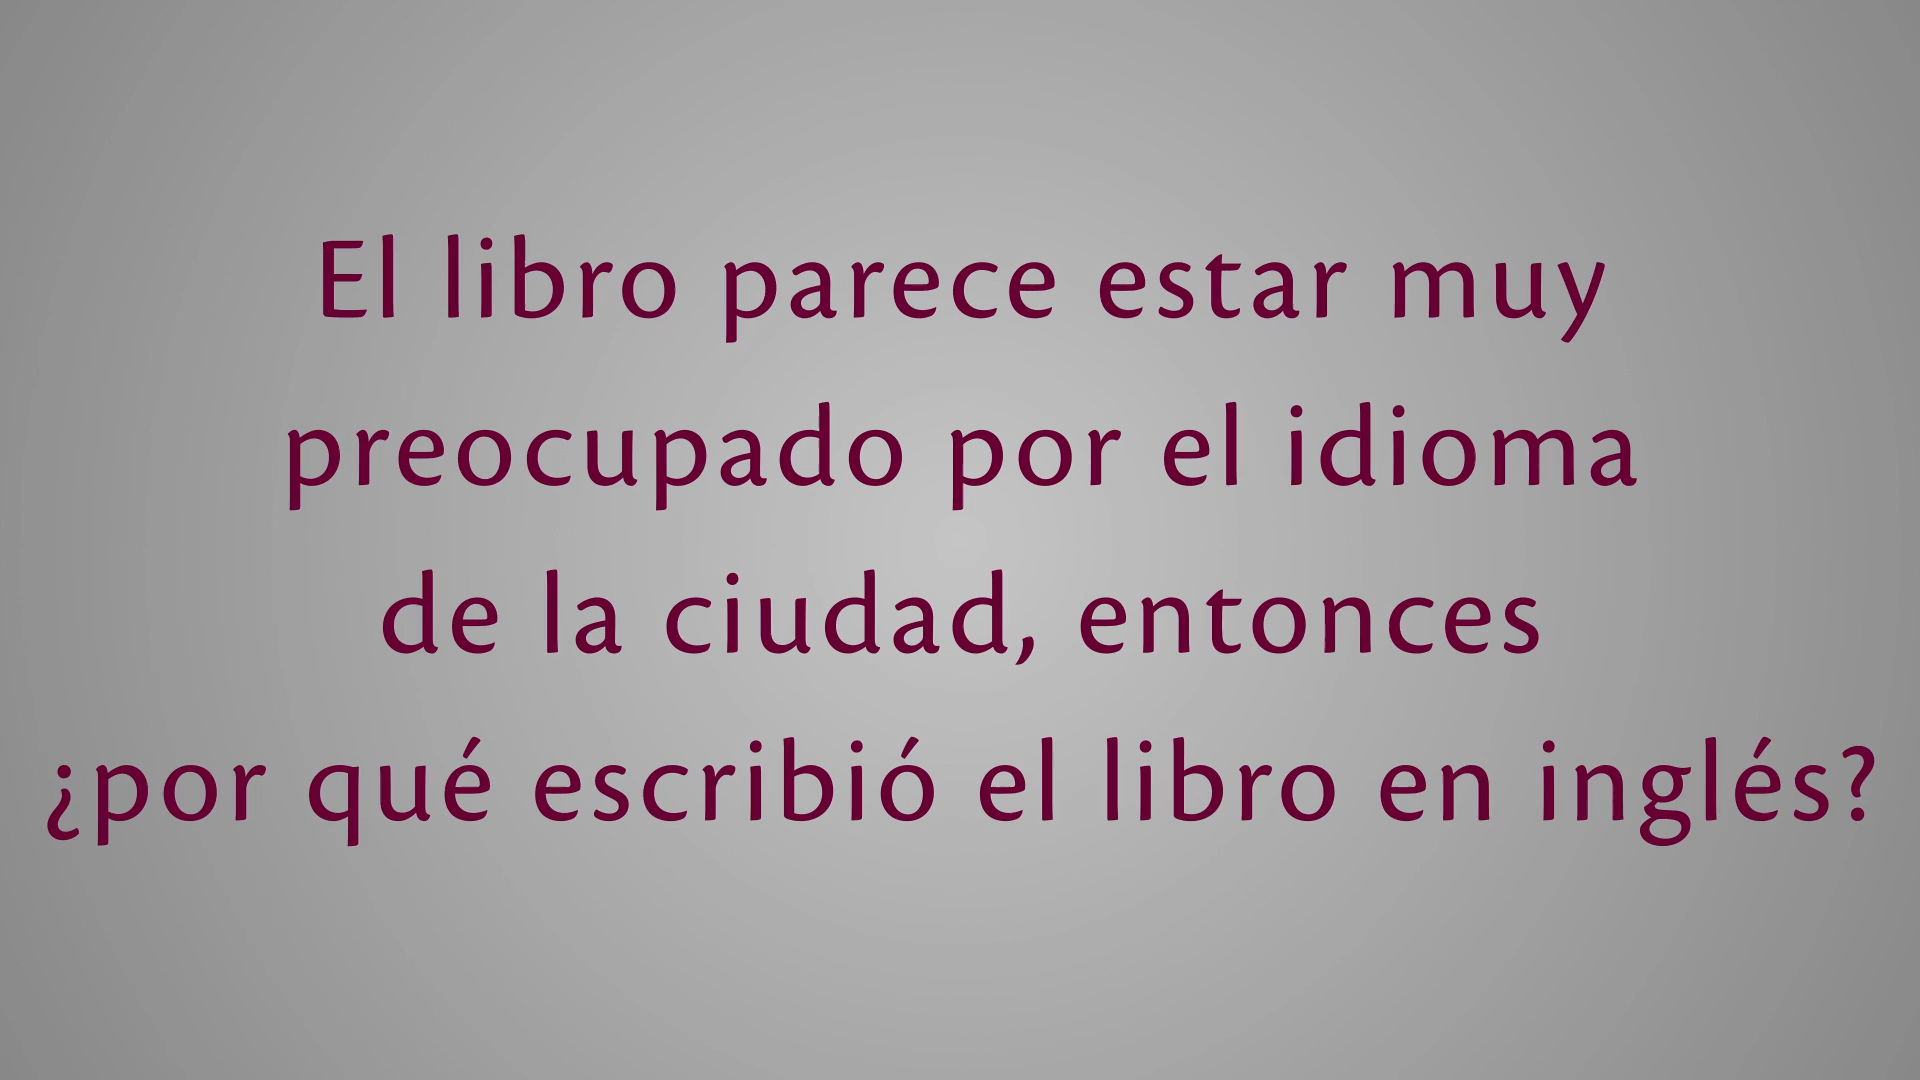 El libro parece estar muy
preocupado por el idioma
de la ciudad, entonces
¿por qué escribió el libro en inglés?